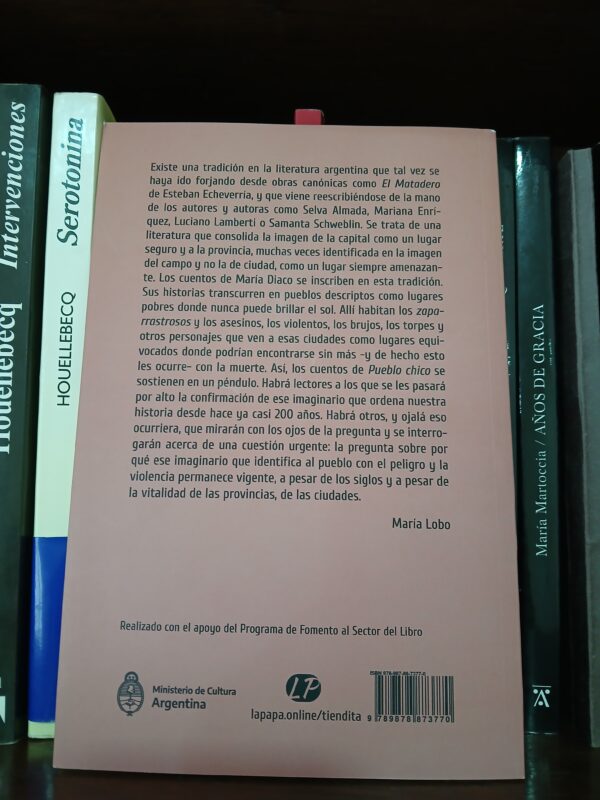 Intervenciones
Houellebecq
Serotonina
HOUELLEBECQ
Existe una tradición en la literatura argentina que tal vez se
haya ido forjando desde obras canónicas como El Matadero
de Esteban Echeverría, y que viene reescribiéndose de la mano
de los autores y autoras como Selva Almada, Mariana Enri-
quez, Luciano Lamberti o Samanta Schweblin. Se trata de una
literatura que consolida la imagen de la capital como un lugar
seguro y a la provincia, muchas veces identificada en la imagen
del campo y no la de ciudad, como un lugar siempre amenazan-
te. Los cuentos de María Diaco se inscriben en esta tradición.
Sus historias transcurren en pueblos descriptos como lugares
pobres donde nunca puede brillar el sol. Allí habitan los zapa-
rrastrosos y los asesinos, los violentos, los brujos, los torpes y
otros personajes que ven a esas ciudades como lugares equi-
vocados donde podrían encontrarse sin más -y de hecho esto
les ocurre- con la muerte. Así, los cuentos de Pueblo chico se
sostienen en un péndulo. Habrá lectores a los que se les pasará
por alto la confirmación de ese imaginario que ordena nuestra
historia desde hace ya casi 200 años. Habrá otros, y ojalá eso
ocurriera, que mirarán con los ojos de la pregunta y se interro-
garán acerca de una cuestión urgente: la pregunta sobre por
qué ese imaginario que identifica al pueblo con el peligro y la
violencia permanece vigente, a pesar de los siglos y a pesar de
la vitalidad de las provincias, de las ciudades.
María Lobo
Realizado con el apoyo del Programa de Fomento al Sector del Libro
Ministerio de Cultura
Argentina
LP
lapapa.online/tiendita
9 789878 873770
María Martoccia / AÑOS DE GRACIA